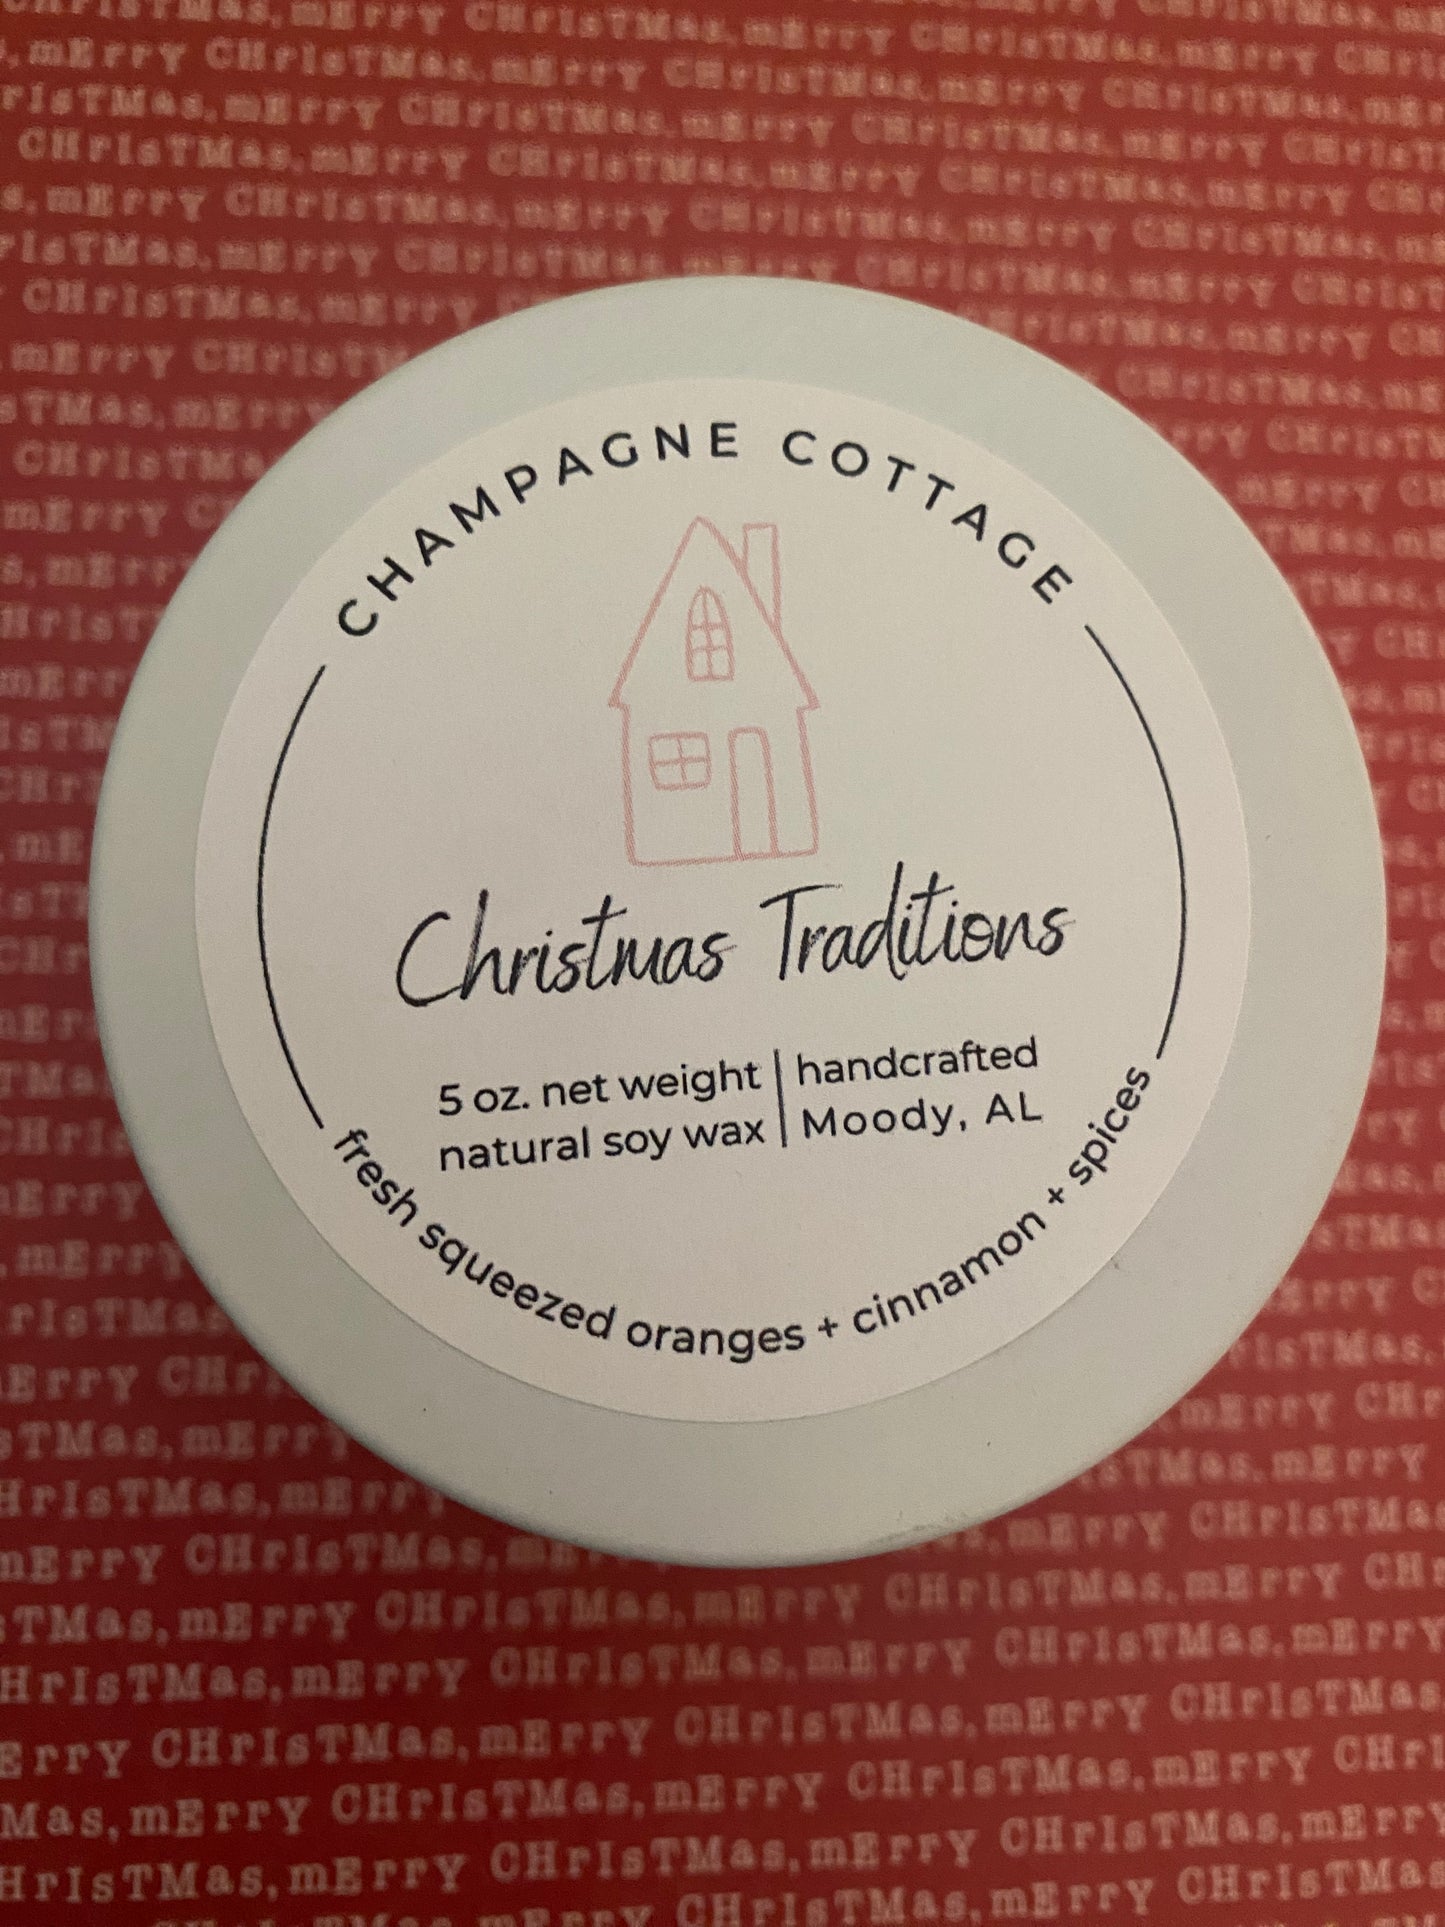 CHAMPAGNE COTTAGE
Christmas Traditions
5 oz. net weight | handcrafted
natural soy wax | Moody, AL
fresh squeezed oranges + cinnamon + spices
mErry CHrIsTMas, mErry CHrIsTMas, mErry CHrIsTMas